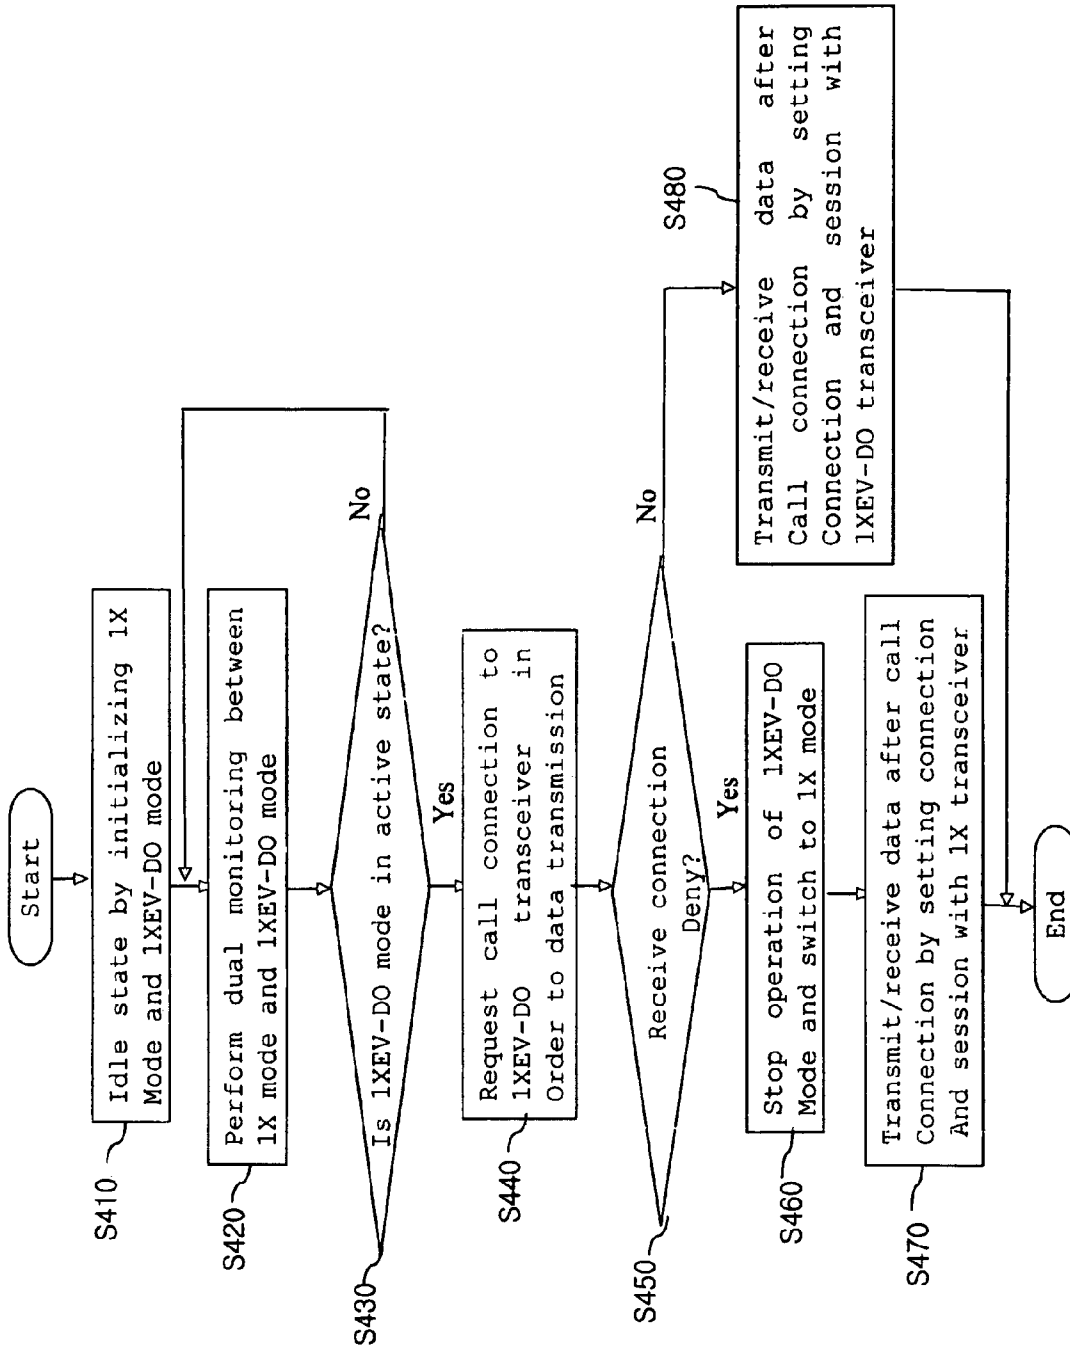 Start
S410
Idle state by initializing 1X
Mode and 1XEV-DO mode
S420
Perform dual monitoring between
1X mode and 1XEV-DO mode
S430
Is 1XEV-DO mode in active state?
No
Yes
S440
Request call connection to
1XEV-DO transceiver in
Order to data transmission
S450
Receive connection
Deny?
No
Yes
S460
Stop operation of 1XEV-DO
Mode and switch to 1X mode
S480
Transmit/receive data after
Call connection by setting
Connection and session with
1XEV-DO transceiver
S470
Transmit/receive data after call
Connection by setting connection
And session with 1X transceiver
End